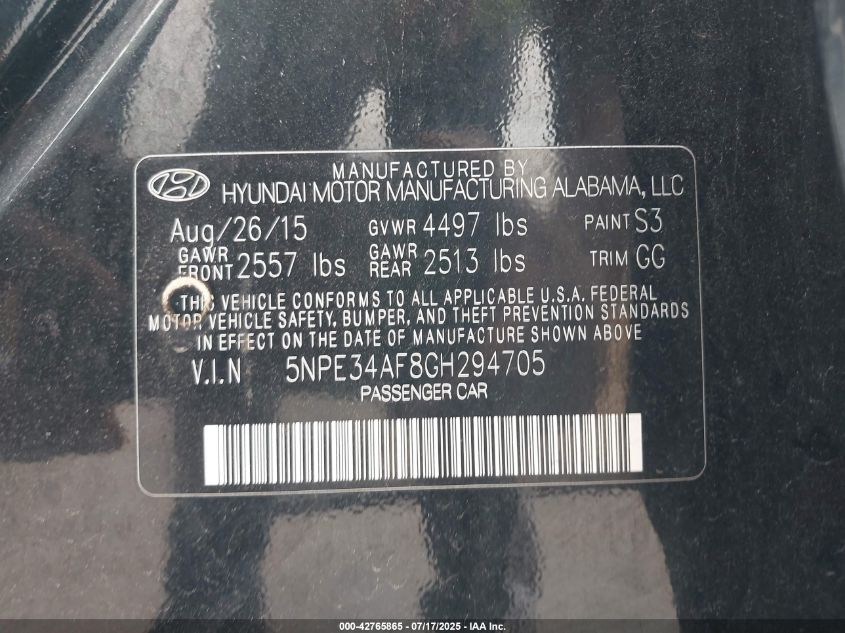 MANUFACTURED BY
HYUNDAI MOTOR MANUFACTURING ALABAMA, LLC
Aug/26/15 GVWR 4497 lbs PAINT S3
GAWR FRONT 2557 lbs GAWR REAR 2513 lbs TRIM GG
THIS VEHICLE CONFORMS TO ALL APPLICABLE U.S.A. FEDERAL
MOTOR VEHICLE SAFETY, BUMPER, AND THEFT PREVENTION STANDARDS
IN EFFECT ON THE DATE OF MANUFACTURE SHOWN ABOVE
V.I.N 5NPE34AF8GH294705
PASSENGER CAR
000-42765865 - 07/17/2025 - IAA Inc.